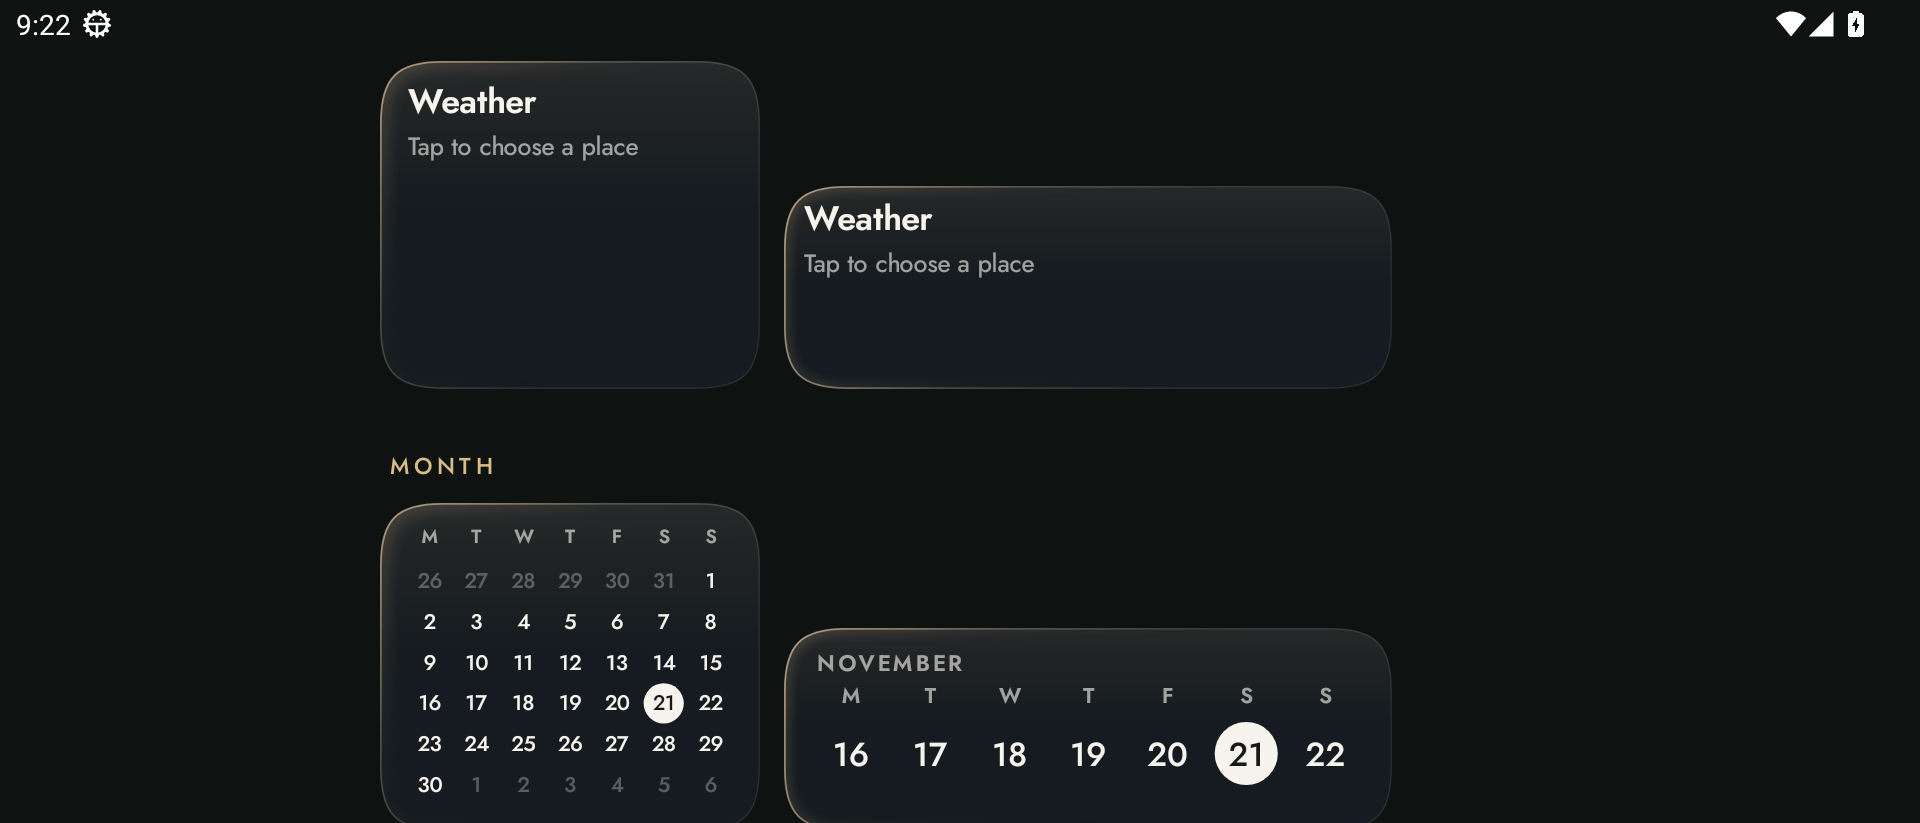 9:22
Weather
Tap to choose a place
Weather
Tap to choose a place
MONTH
M T W T F S S
26 27 28 29 30 31 1
2 3 4 5 6 7 8
9 10 11 12 13 14 15
16 17 18 19 20 21 22
23 24 25 26 27 28 29
30 1 2 3 4 5 6
NOVEMBER
M T W T F S S
16 17 18 19 20 21 22